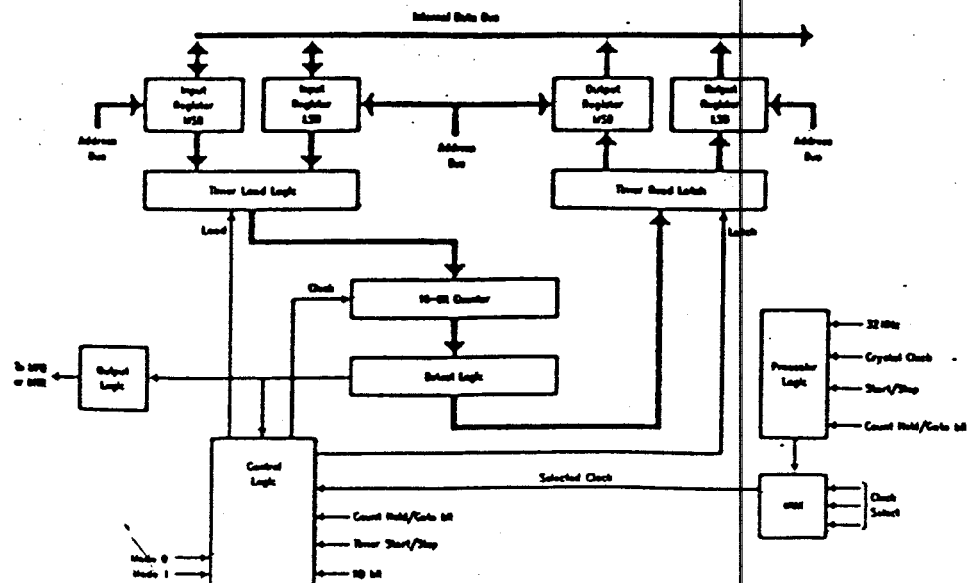 Internal Data Bus
Input
Register
MSB
Input
Register
LSB
Output
Register
MSB
Output
Register
LSB
Address
Bus
Address
Bus
Address
Bus
Timer Load Logic
Timer Read Latch
Load
Latch
Clock
16-Bit Counter
32 KHz
Output
Logic
Prescaler
Logic
Crystal Clock
Start/Stop
Count Hold/Gate bit
Control
Logic
Selected Clock
Clock
Select
Count Hold/Gate bit
Timer Start/Stop
Mode 0
Mode 1